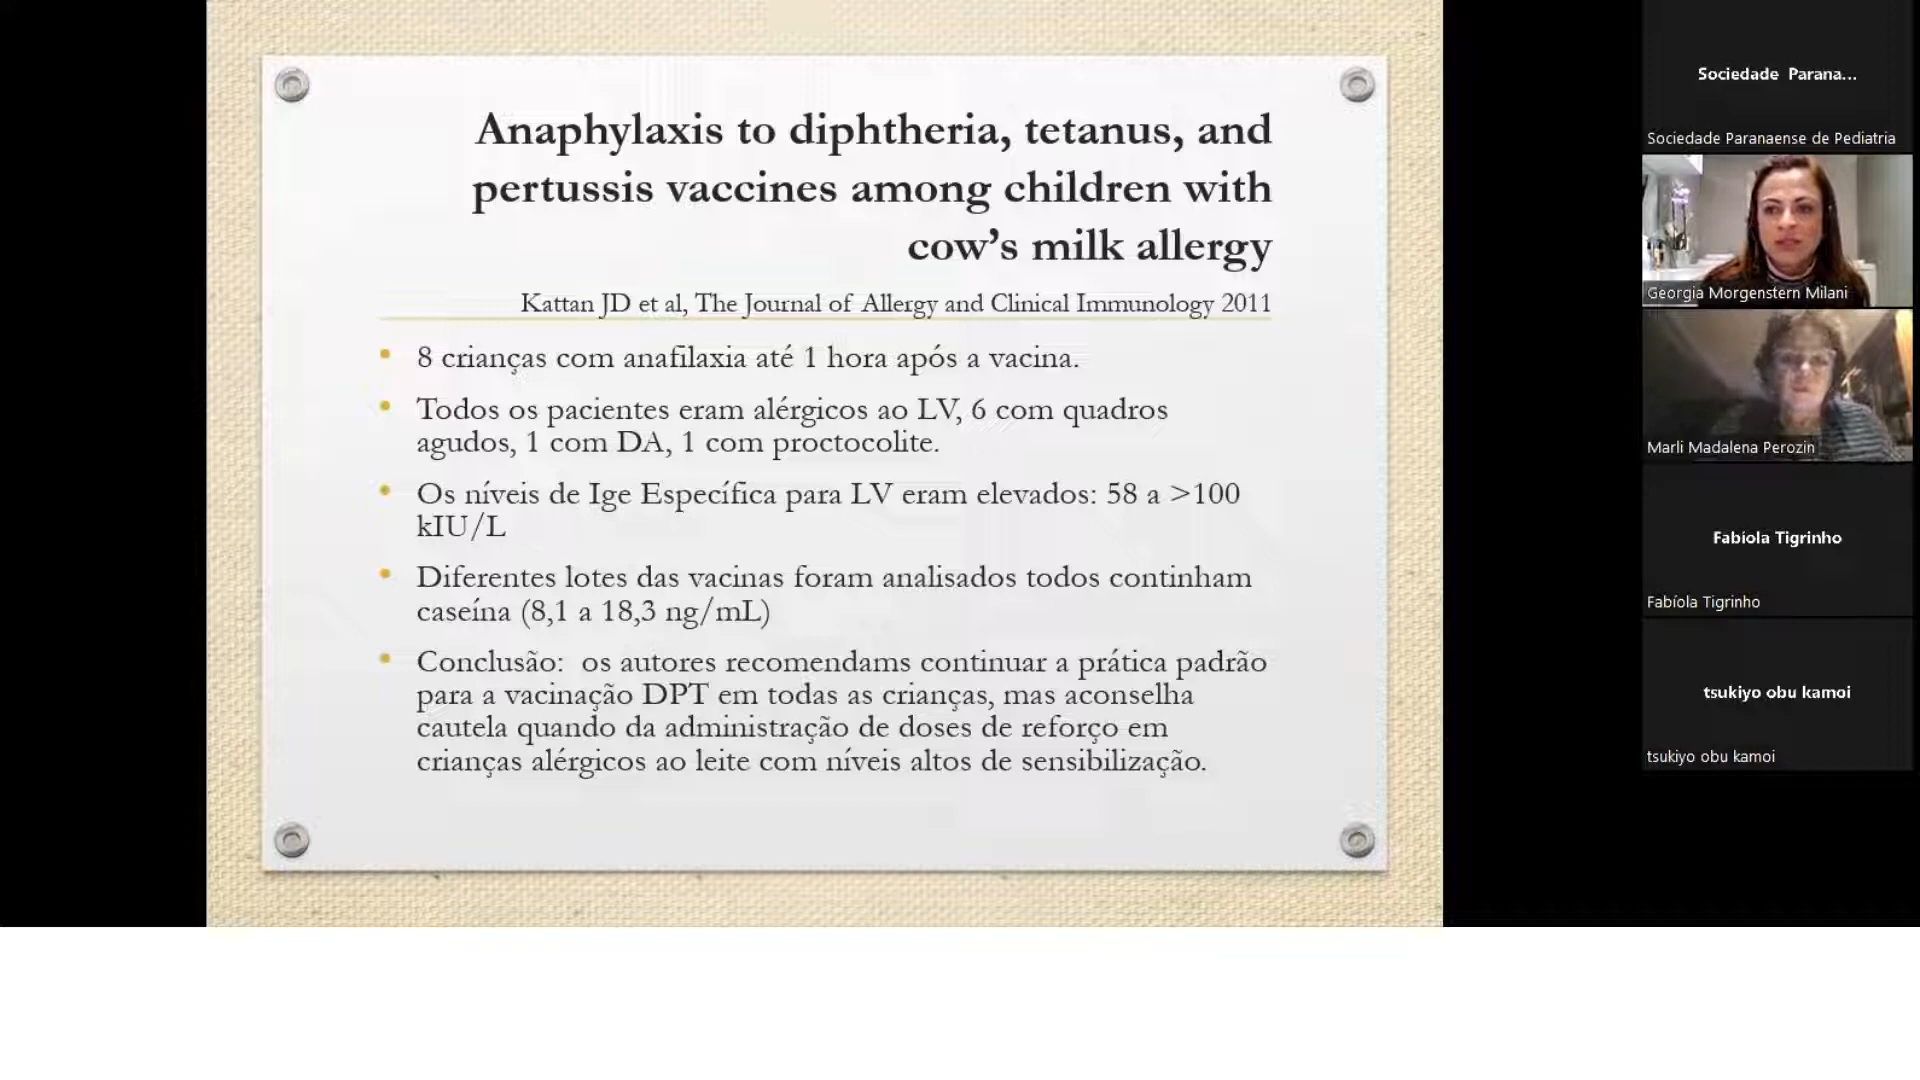 Anaphylaxis to diphtheria, tetanus, and
pertussis vaccines among children with
cow’s milk allergy
Kattan JD et al, The Journal of Allergy and Clinical Immunology 2011
• 8 crianças com anafilaxia até 1 hora após a vacina.
• Todos os pacientes eram alérgicos ao LV, 6 com quadros
agudos, 1 com DA, 1 com proctocolite.
• Os níveis de Ige Específica para LV eram elevados: 58 a >100
kIU/L
• Diferentes lotes das vacinas foram analisados todos continham
caseína (8,1 a 18,3 ng/mL)
• Conclusão:  os autores recomendams continuar a prática padrão
para a vacinação DPT em todas as crianças, mas aconselha
cautela quando da administração de doses de reforço em
crianças alérgicos ao leite com níveis altos de sensibilização.
Sociedade Parana...
Sociedade Paranaense de Pediatria
Georgia Morgenstern Milani
Marli Madalena Perozin
Fabíola Tigrinho
Fabíola Tigrinho
tsukiyo obu kamoi
tsukiyo obu kamoi